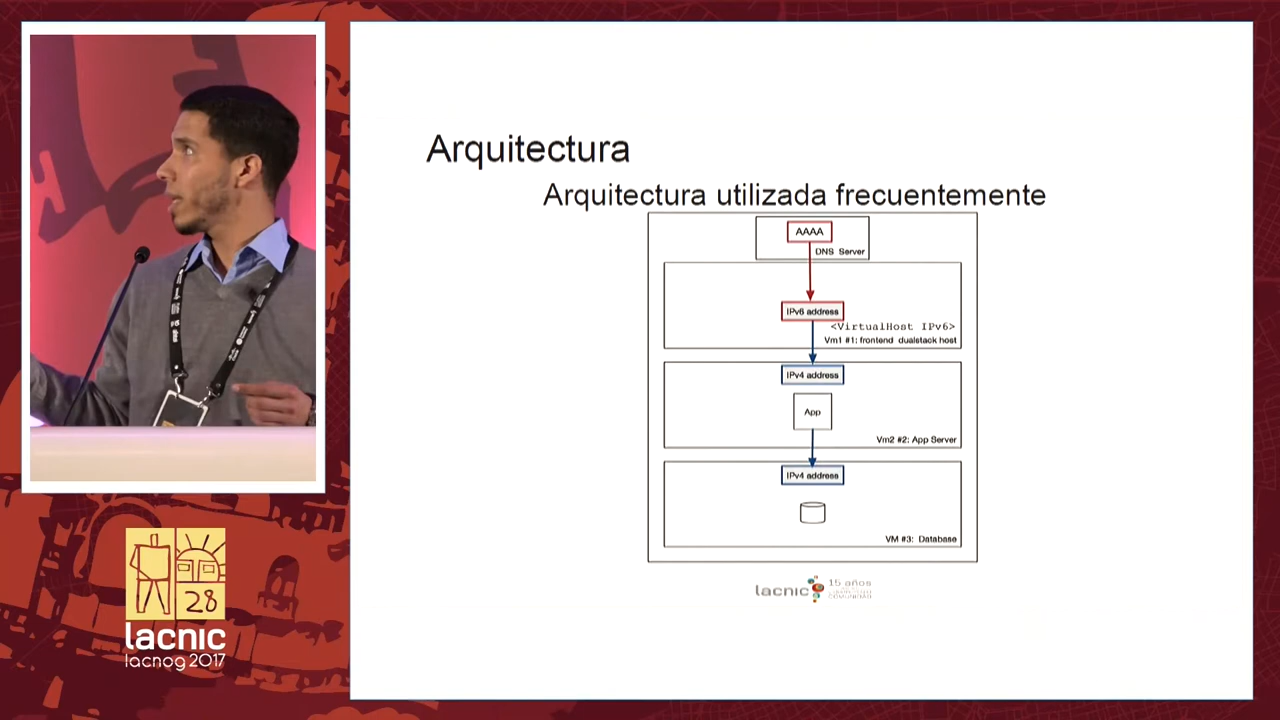 Arquitectura
Arquitectura utilizada frecuentemente
AAAA
DNS Server
IPv6 address
<VirtualHost IPv6>
Vm1 #1: frontend dualstack host
IPv4 address
App
Vm2 #2: App Server
IPv4 address
VM #3: Database
lacnic
15 años
28
lacnic
lacnog 2017